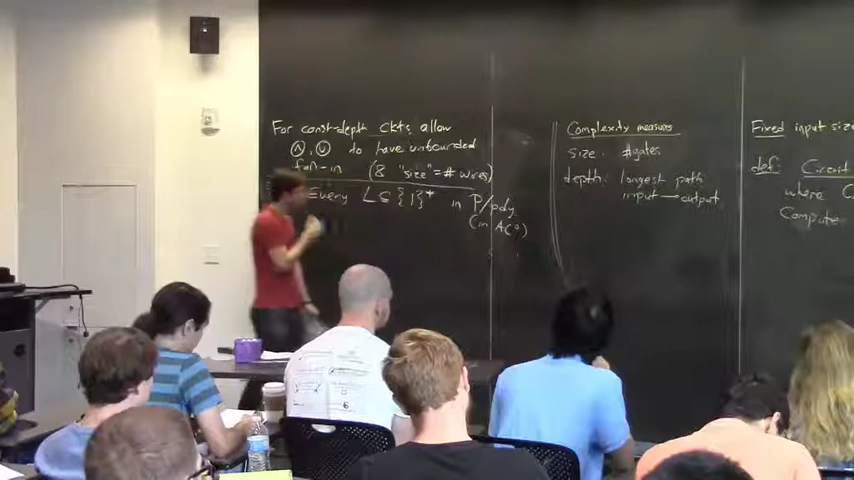 For const-depth ckts, allow
∧, ∨ to have unbounded
fan-in (& "size" = # wires)
Every L ⊆ {1}* in P/poly
(in AC⁰)
Complexity measures
size: #gates
depth: longest path
input → output
Fixed input size
def: Circuit
where C
Computes